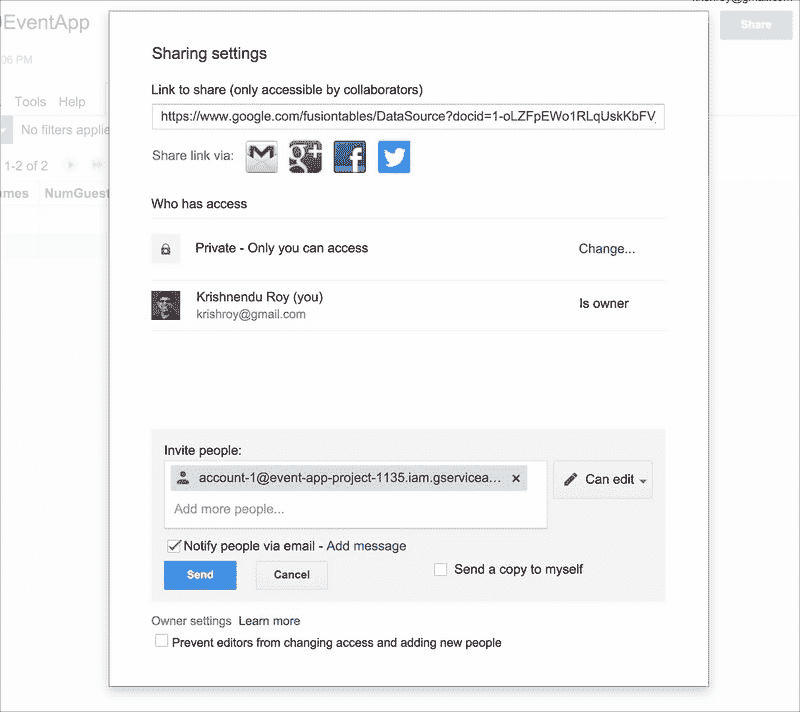 EventApp
Share
06 PM
Tools Help
No filters applie
1-2 of 2
umes NumGuest
Sharing settings
Link to share (only accessible by collaborators)
https://www.google.com/fusiontables/DataSource?docid=1-oLZFpEWo1RLqUskKbFV
Share link via:
Who has access
Private - Only you can access Change...
Krishnendu Roy (you) Is owner
krishroy@gmail.com
Invite people:
account-1@event-app-project-1135.iam.gservicea... ×
Can edit
Add more people...
Notify people via email - Add message
Send Cancel
Send a copy to myself
Owner settings Learn more
Prevent editors from changing access and adding new people